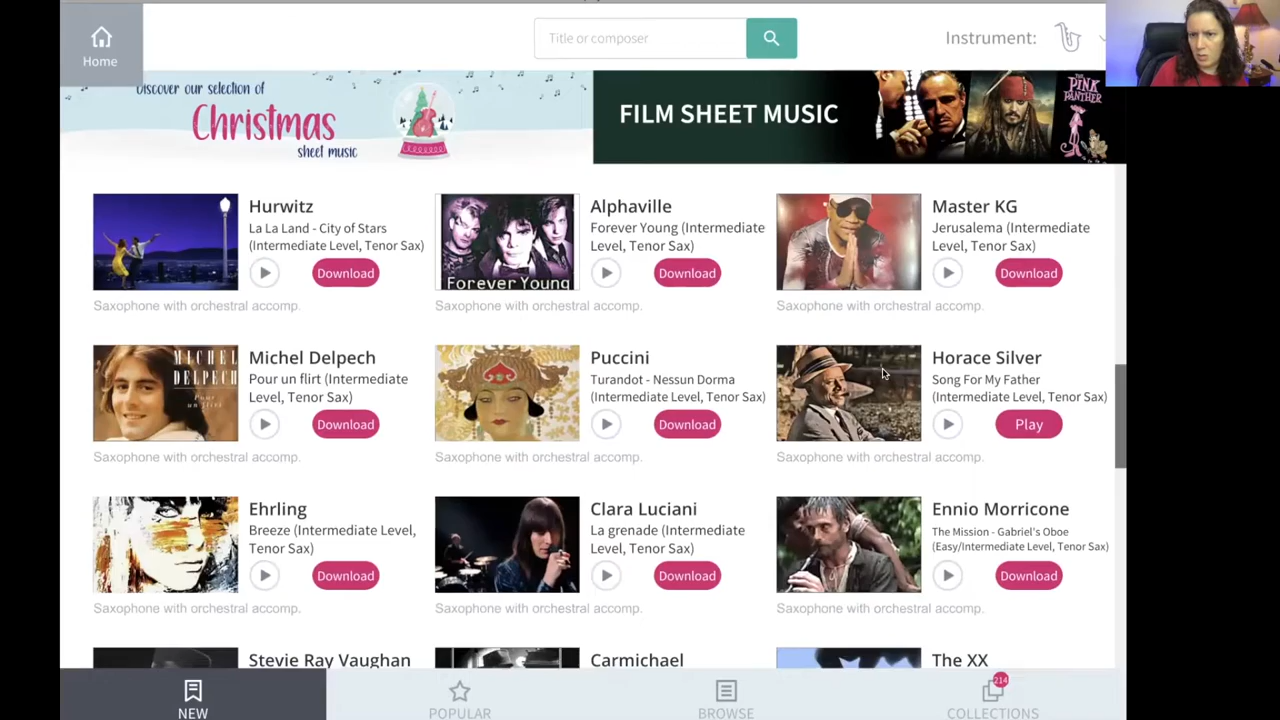 Home
Title or composer
Instrument:
Discover our selection of
Christmas
sheet music
FILM SHEET MUSIC
THE
PINK
PANTHER
Hurwitz
La La Land - City of Stars
(Intermediate Level, Tenor Sax)
Download
Saxophone with orchestral accomp.
Forever Young
Alphaville
Forever Young (Intermediate
Level, Tenor Sax)
Download
Saxophone with orchestral accomp.
Master KG
Jerusalema (Intermediate
Level, Tenor Sax)
Download
Saxophone with orchestral accomp.
MICHEL
DELPECH
Pour
un flirt
Michel Delpech
Pour un flirt (Intermediate
Level, Tenor Sax)
Download
Saxophone with orchestral accomp.
Puccini
Turandot - Nessun Dorma
(Intermediate Level, Tenor Sax)
Download
Saxophone with orchestral accomp.
Horace Silver
Song For My Father
(Intermediate Level, Tenor Sax)
Play
Saxophone with orchestral accomp.
Ehrling
Breeze (Intermediate Level,
Tenor Sax)
Download
Saxophone with orchestral accomp.
Clara Luciani
La grenade (Intermediate
Level, Tenor Sax)
Download
Saxophone with orchestral accomp.
Ennio Morricone
The Mission - Gabriel's Oboe
(Easy/Intermediate Level, Tenor Sax)
Download
Saxophone with orchestral accomp.
Stevie Ray Vaughan
Carmichael
The XX
NEW
POPULAR
BROWSE
214
COLLECTIONS